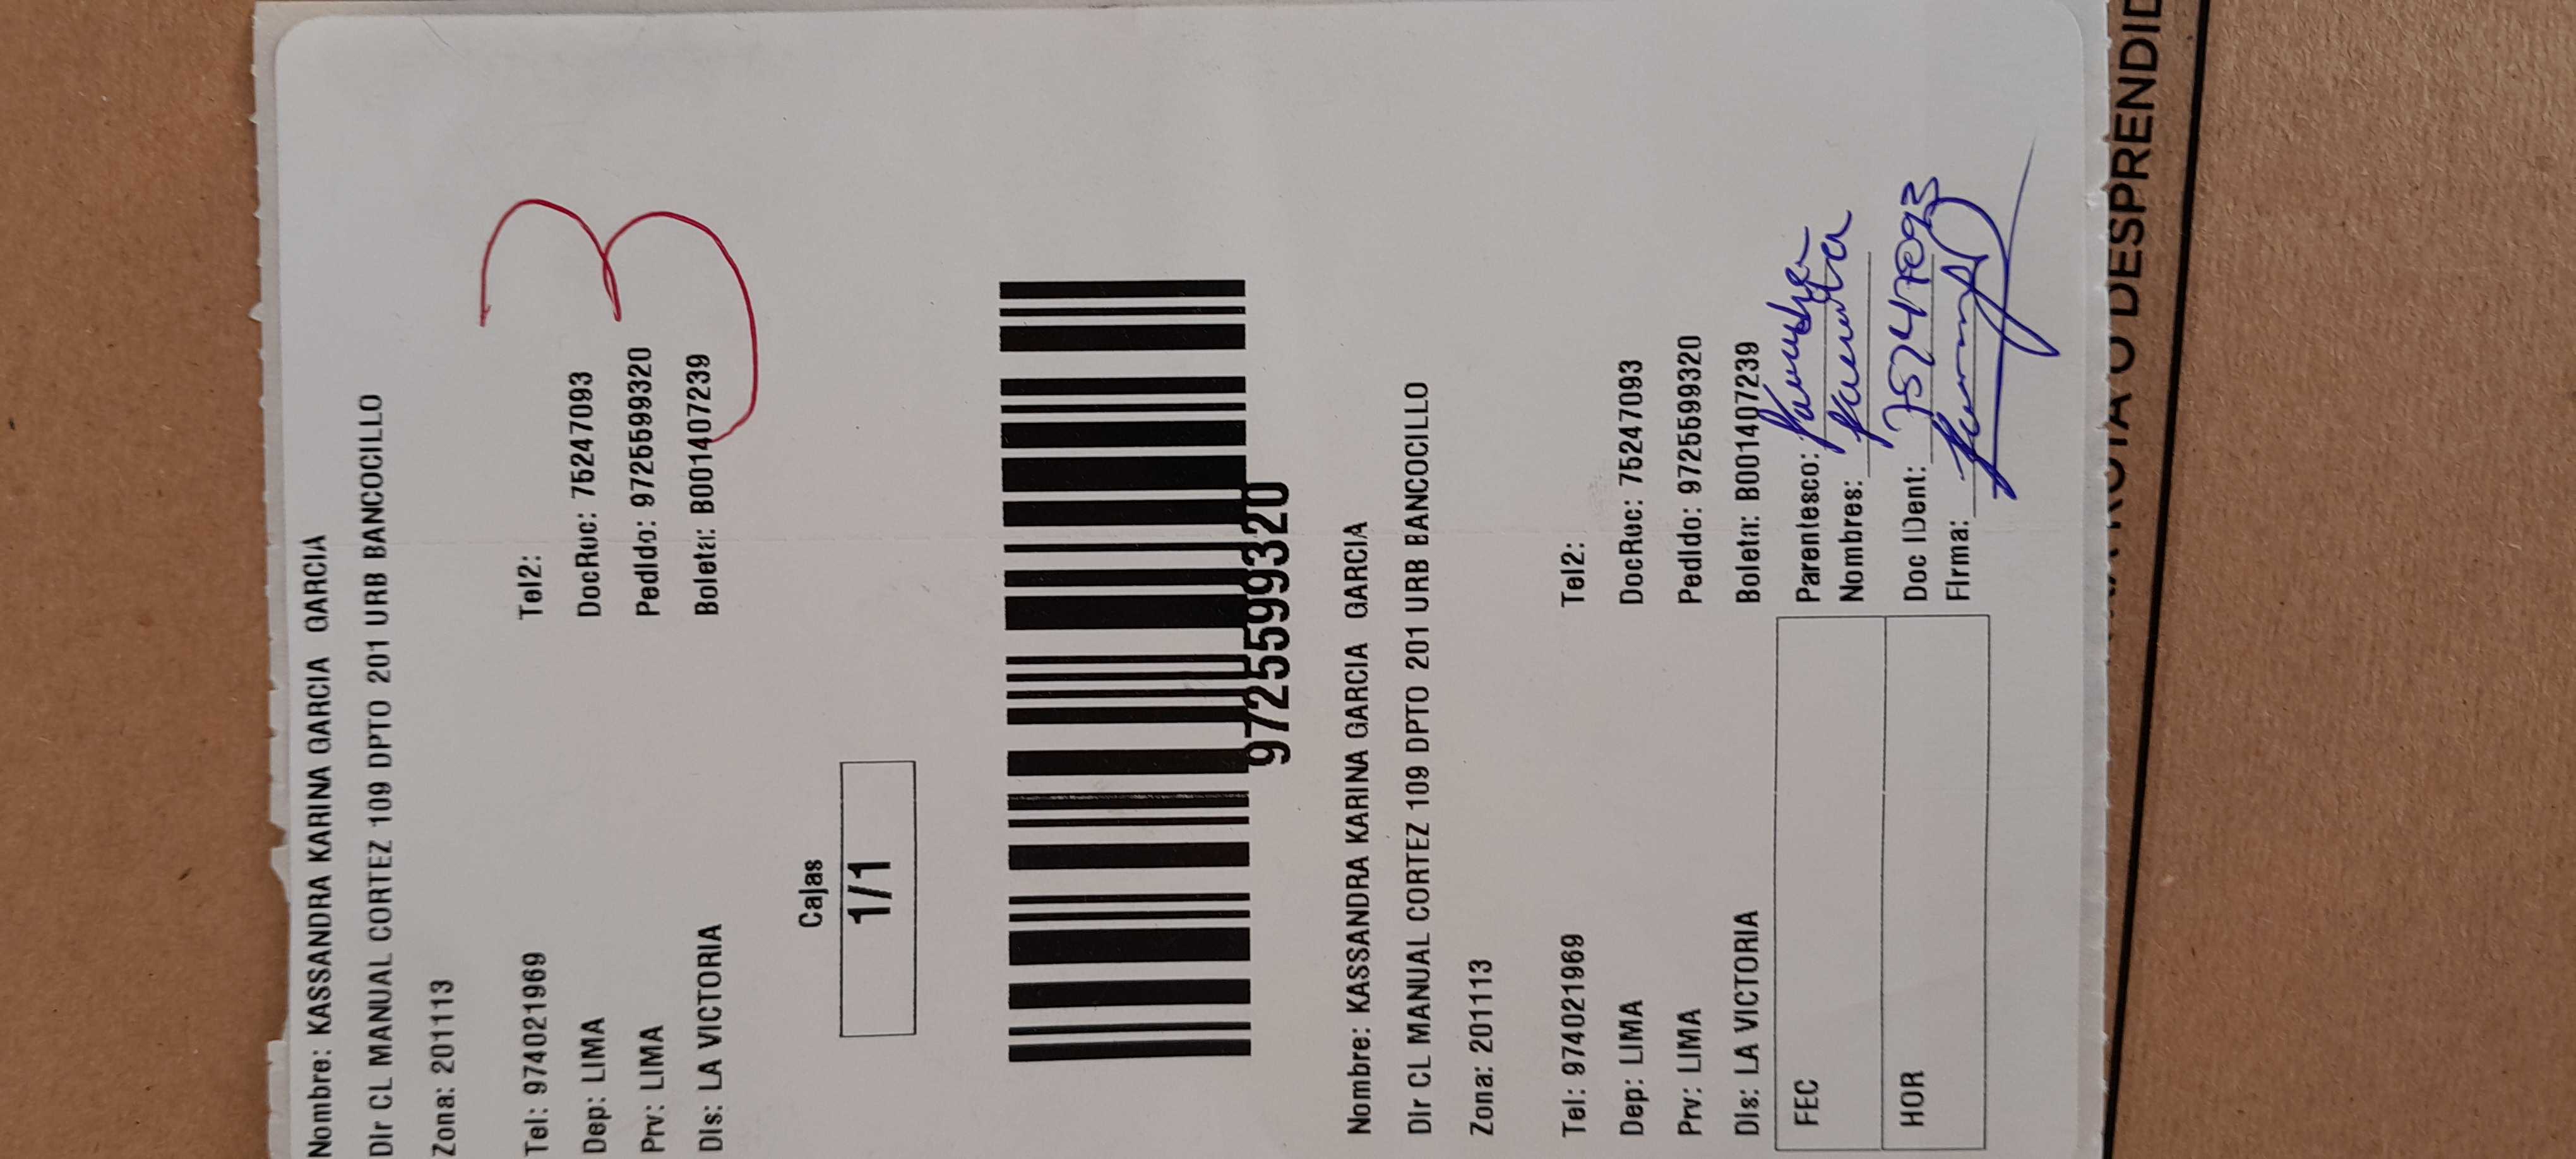 Nombre: KASSANDRA KARINA GARCIA GARCIA
Dir CL MANUAL CORTEZ 109 DPTO 201 URB BANCOCILLO
Zona: 201113
Tel: 974021969 Tel2:
Dep: LIMA DocRuc: 75247093
Prv: LIMA Pedido: 9725599320
Dis: LA VICTORIA Boleta: B001407239
3
Cajas
1/1
9725599320
Nombre: KASSANDRA KARINA GARCIA GARCIA
Dir CL MANUAL CORTEZ 109 DPTO 201 URB BANCOCILLO
Zona: 201113
Tel: 974021969 Tel2:
Dep: LIMA DocRuc: 75247093
Prv: LIMA Pedido: 9725599320
Dis: LA VICTORIA Boleta: B001407239
FEC Parentesco:
Nombres:
HOR Doc IDent: 75247093
Firma:
ROTA O DESPRENDID